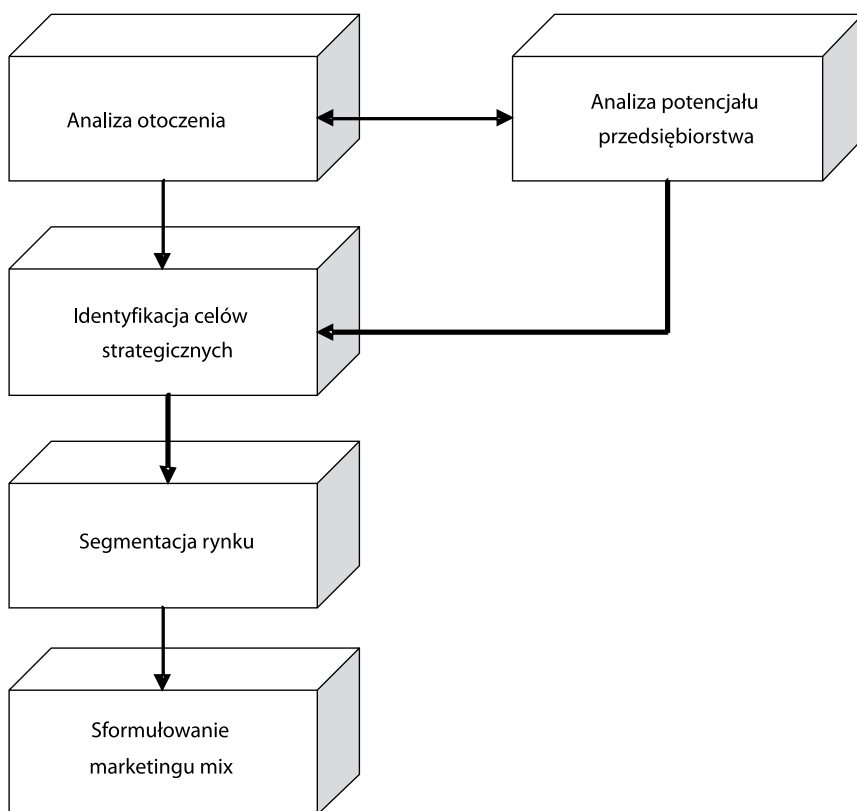 Analiza otoczenia
Analiza potencjału
przedsiębiorstwa
Identyfikacja celów
strategicznych
Segmentacja rynku
Sformułowanie
marketingu mix